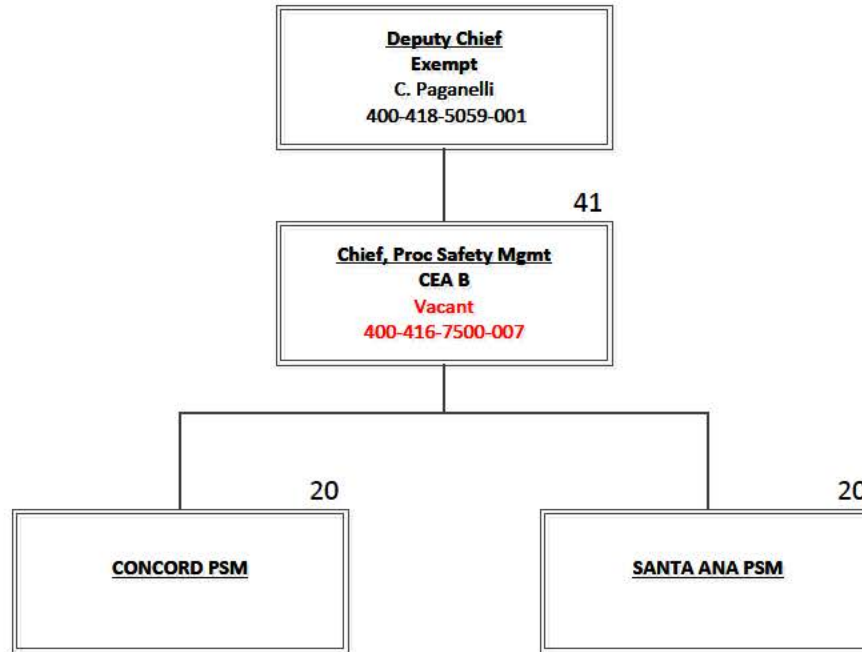 Deputy Chief
Exempt
C. Paganelli
400-418-5059-001
41
Chief, Proc Safety Mgmt
CEA B
Vacant
400-416-7500-007
20
CONCORD PSM
20
SANTA ANA PSM